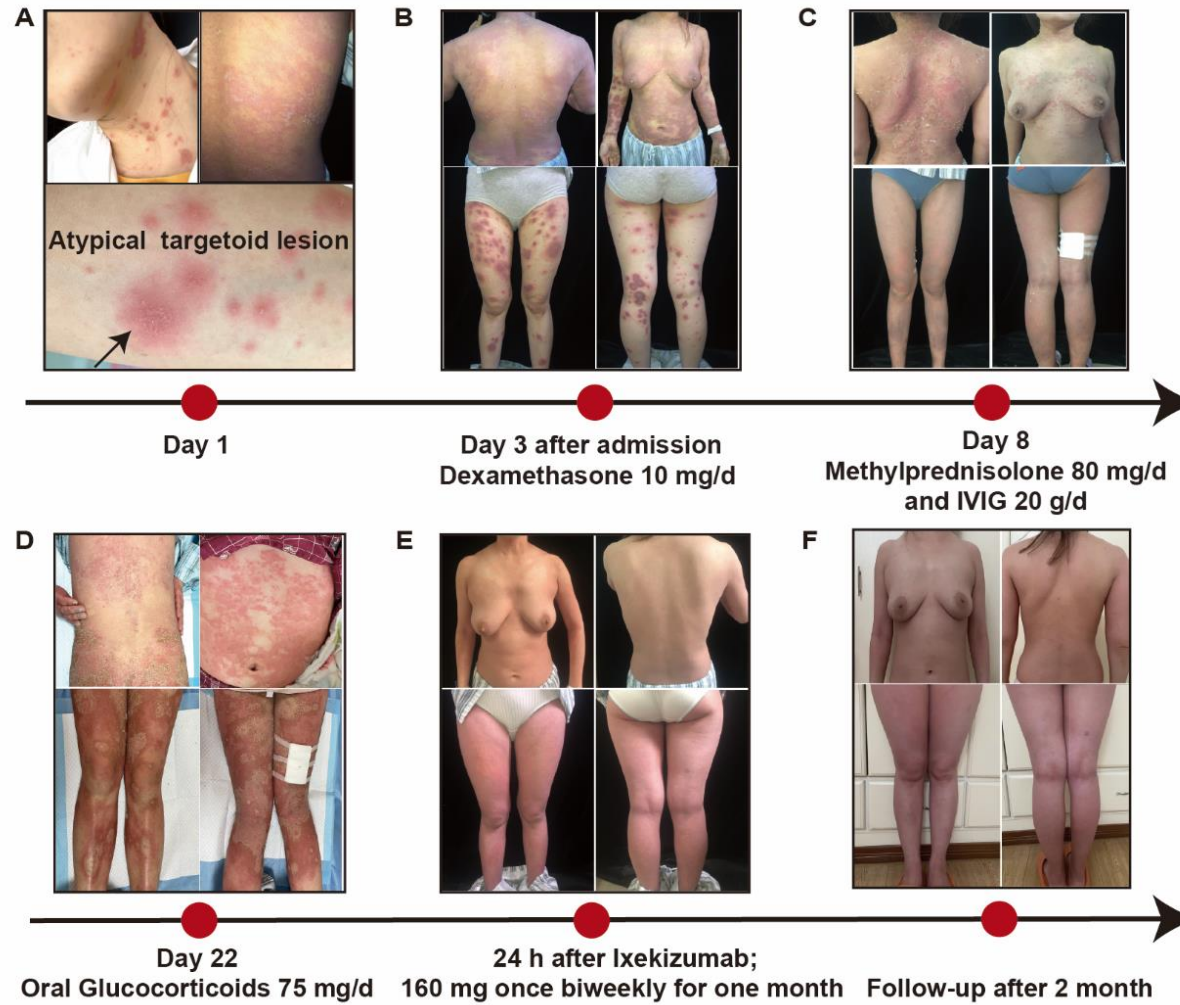 A
B
C
Atypical targetoid lesion
Day 1
Day 3 after admission
Dexamethasone 10 mg/d
Day 8
Methylprednisolone 80 mg/d
and IVIG 20 g/d
D
E
F
Day 22
Oral Glucocorticoids 75 mg/d
24 h after Ixekizumab;
160 mg once biweekly for one month
Follow-up after 2 month